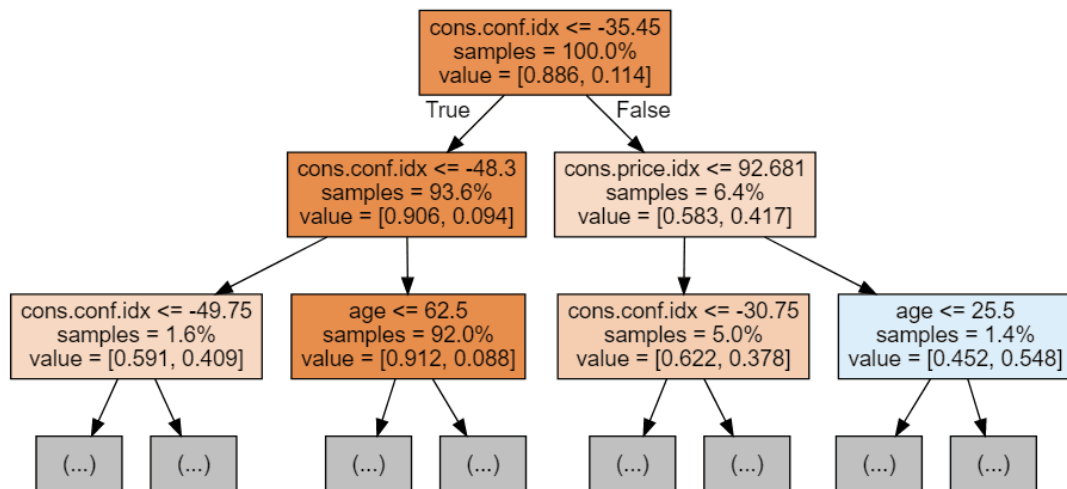 cons.conf.idx <= -35.45
samples = 100.0%
value = [0.886, 0.114]
True
False
cons.conf.idx <= -48.3
samples = 93.6%
value = [0.906, 0.094]
cons.price.idx <= 92.681
samples = 6.4%
value = [0.583, 0.417]
cons.conf.idx <= -49.75
samples = 1.6%
value = [0.591, 0.409]
age <= 62.5
samples = 92.0%
value = [0.912, 0.088]
cons.conf.idx <= -30.75
samples = 5.0%
value = [0.622, 0.378]
age <= 25.5
samples = 1.4%
value = [0.452, 0.548]
(...)
(...)
(...)
(...)
(...)
(...)
(...)
(...)